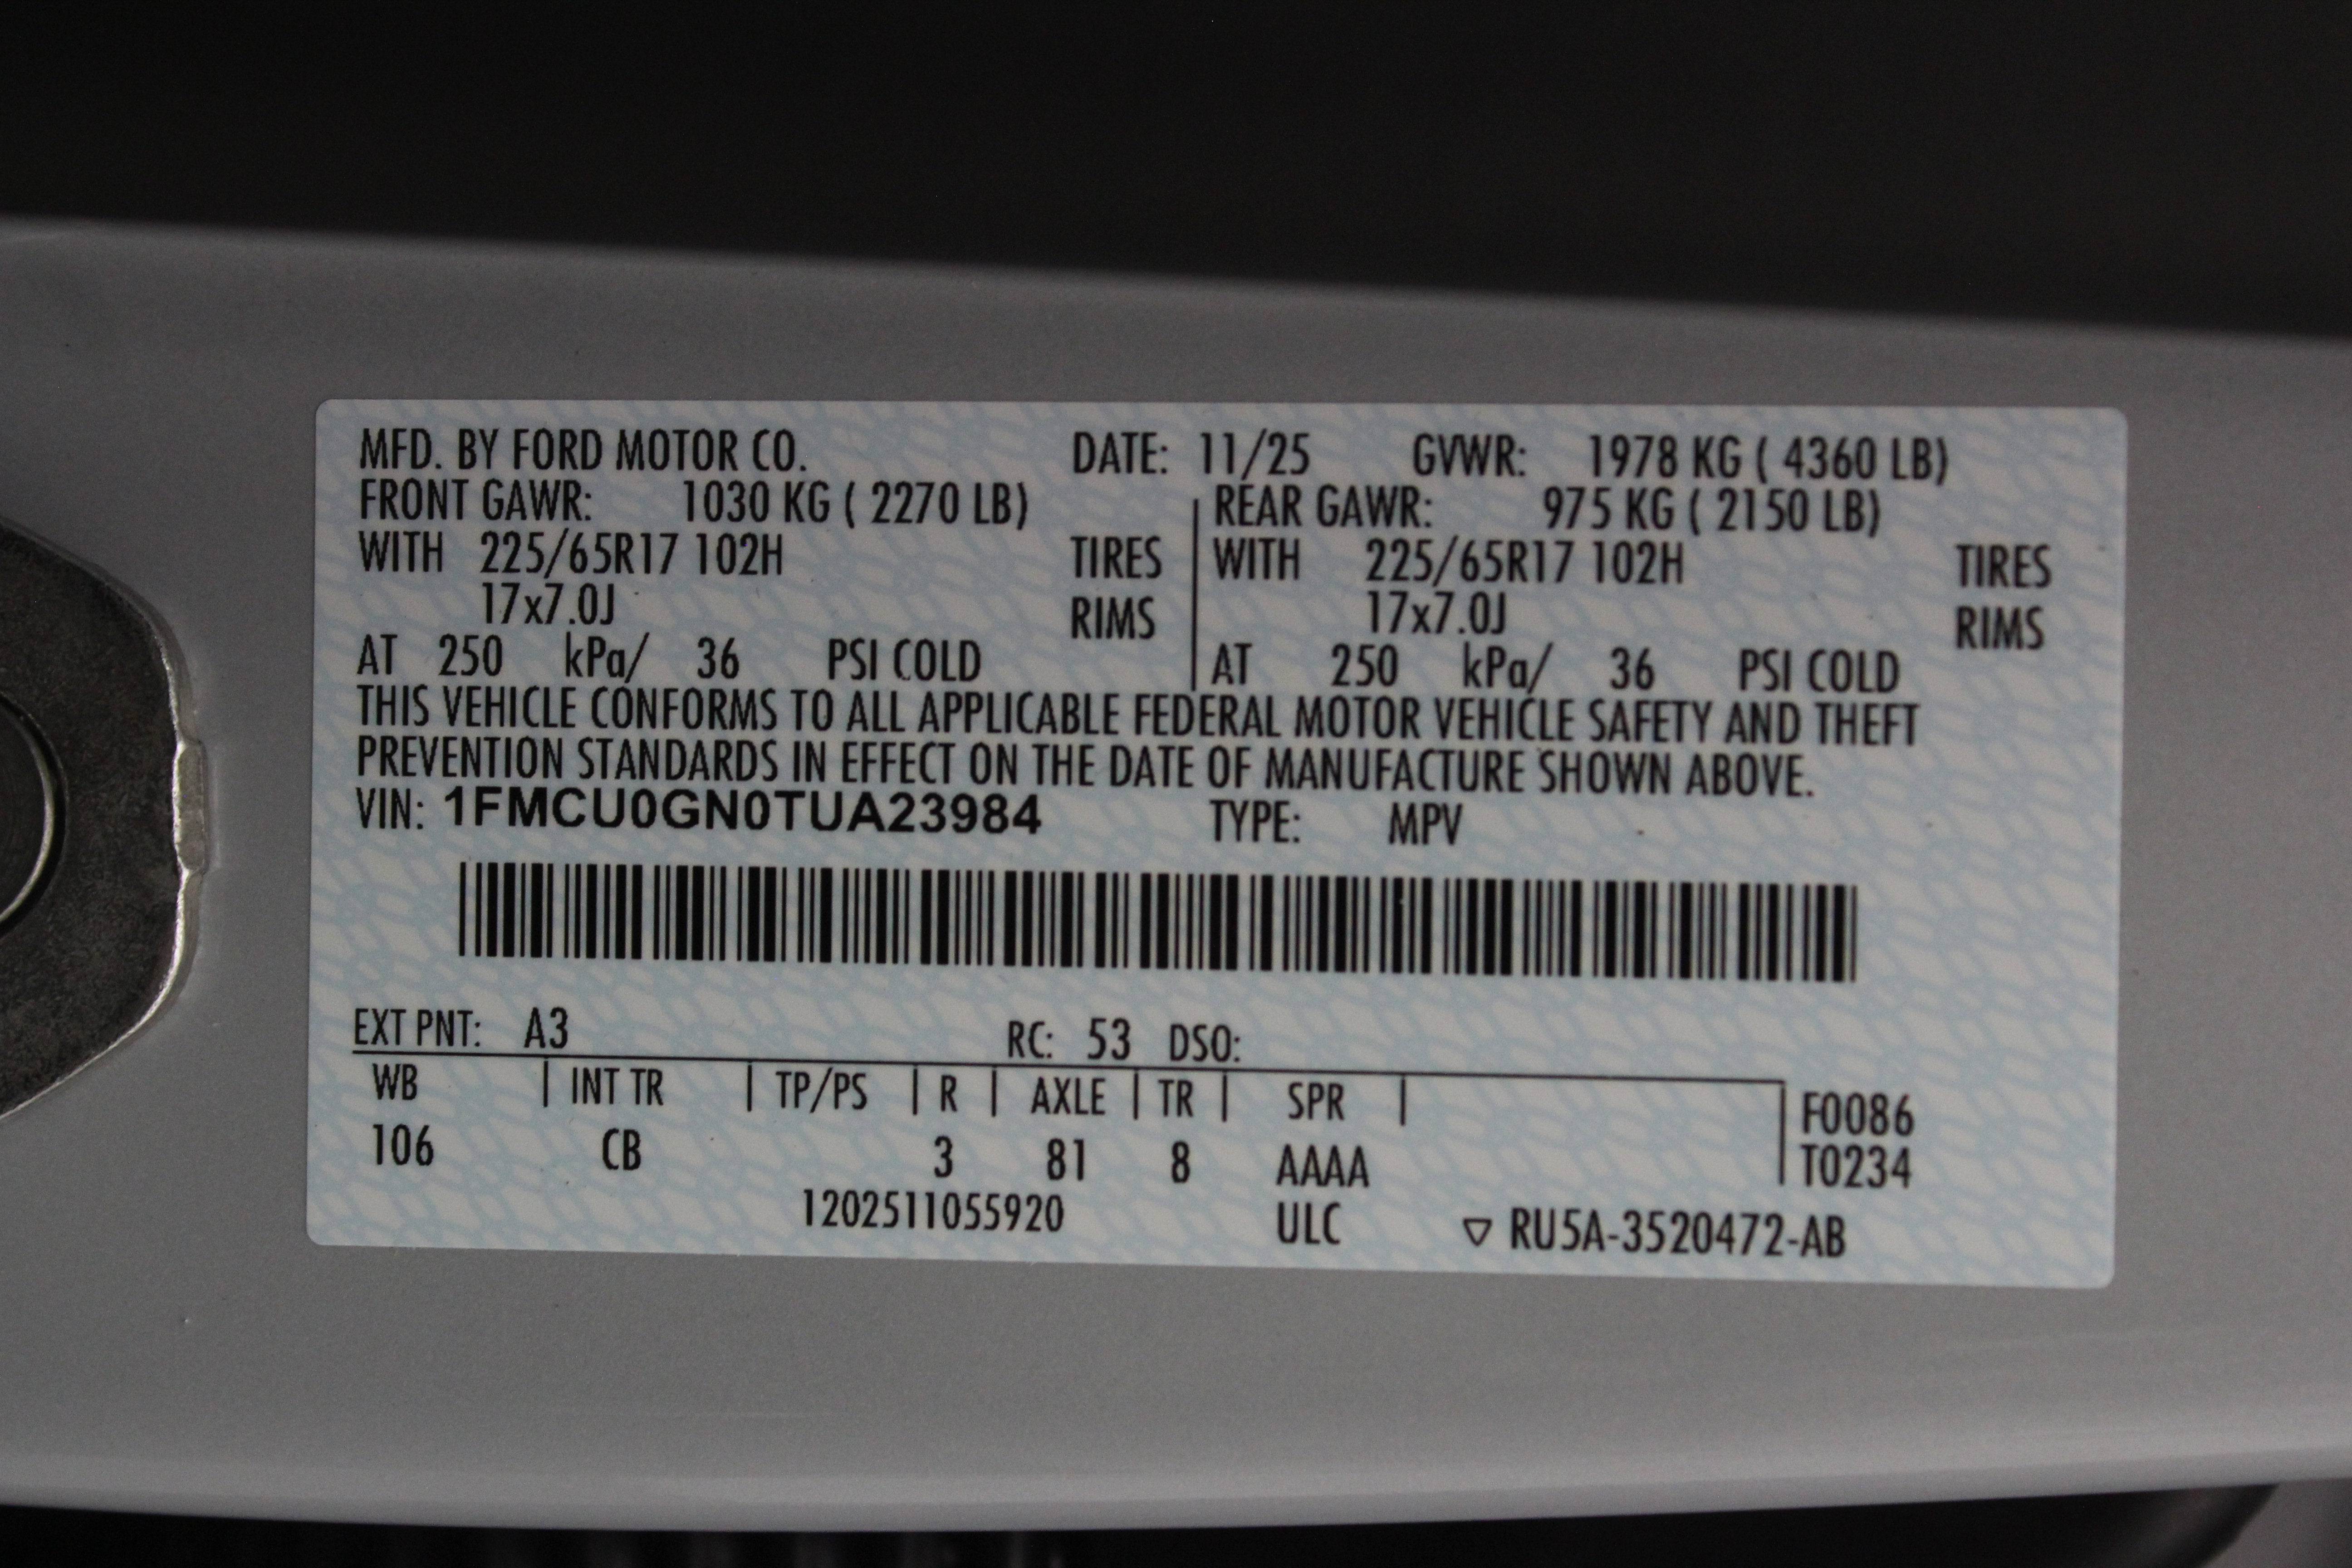 MFD. BY FORD MOTOR CO. DATE: 11/25 GVWR: 1978 KG ( 4360 LB)
FRONT GAWR: 1030 KG ( 2270 LB) REAR GAWR: 975 KG ( 2150 LB)
WITH 225/65R17 102H TIRES WITH 225/65R17 102H TIRES
17x7.0J RIMS 17x7.0J RIMS
AT 250 kPa/ 36 PSI COLD AT 250 kPa/ 36 PSI COLD
THIS VEHICLE CONFORMS TO ALL APPLICABLE FEDERAL MOTOR VEHICLE SAFETY AND THEFT
PREVENTION STANDARDS IN EFFECT ON THE DATE OF MANUFACTURE SHOWN ABOVE.
VIN: 1FMCU0GN0TUA23984 TYPE: MPV
EXT PNT: A3 RC: 53 DSO:
WB | INT TR | TP/PS | R | AXLE | TR | SPR | F0086
106 CB 3 81 8 AAAA T0234
1202511055920 ULC ▽ RU5A-3520472-AB